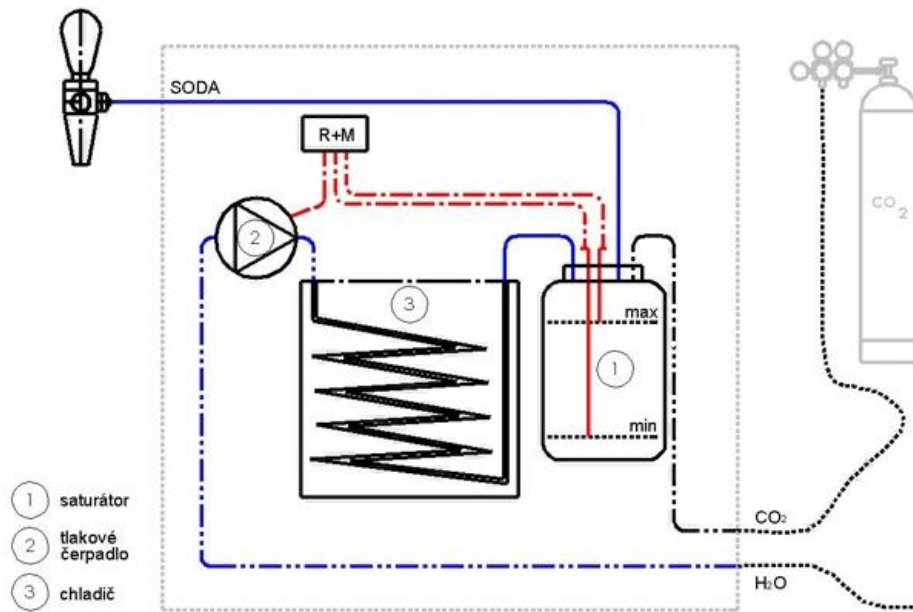 SODA
R+M
CO₂
2
3
max
1
min
1 saturátor
2 tlakové
čerpadlo
3 chladič
CO₂
H₂O